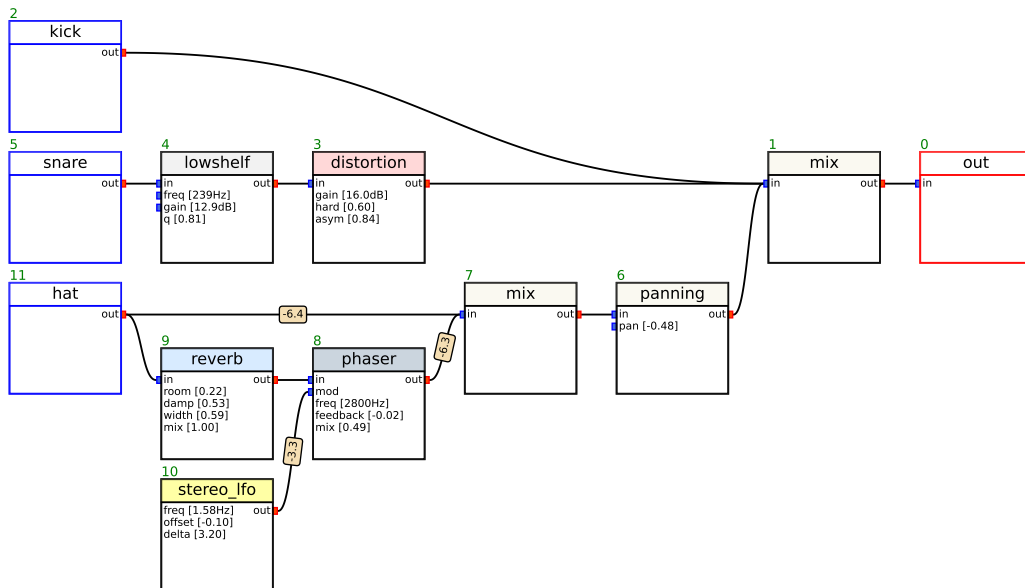 2
kick
out
5
snare
out
4
lowshelf
in
out
freq [239Hz]
gain [12.9dB]
q [0.81]
3
distortion
in
out
gain [16.0dB]
hard [0.60]
asym [0.84]
1
mix
in
out
0
out
in
11
hat
out
-6.4
7
mix
in
out
6
panning
in
out
pan [-0.48]
9
reverb
in
out
room [0.22]
damp [0.53]
width [0.59]
mix [1.00]
8
phaser
in
out
mod
freq [2800Hz]
feedback [-0.02]
mix [0.49]
-6.3
-3.3
10
stereo_lfo
freq [1.58Hz]
out
offset [-0.10]
delta [3.20]